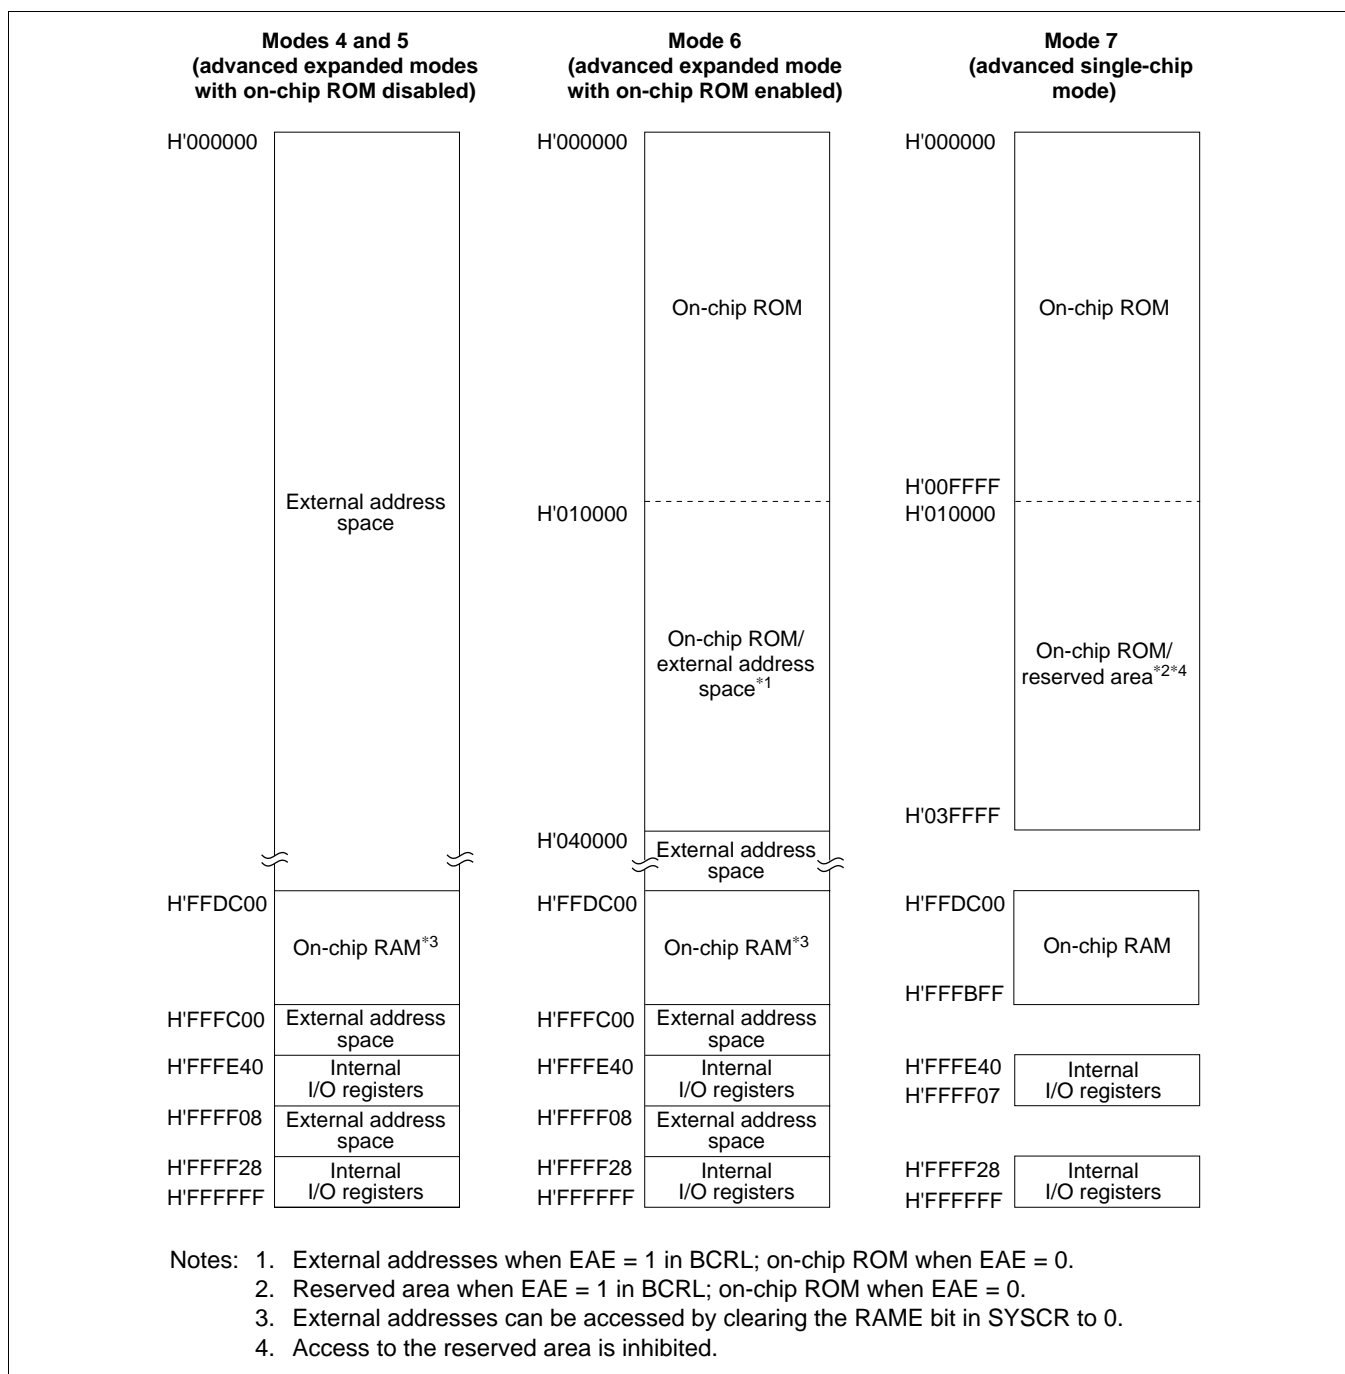 Modes 4 and 5
(advanced expanded modes
with on-chip ROM disabled)
H'000000
External address
space
H'FFDC00
On-chip RAM*3
H'FFFC00
External address
space
H'FFFE40
Internal
I/O registers
H'FFFF08
External address
space
H'FFFF28
Internal
I/O registers
H'FFFFFF
Mode 6
(advanced expanded mode
with on-chip ROM enabled)
H'000000
On-chip ROM
H'010000
On-chip ROM/
external address
space*1
H'040000
External address
space
H'FFDC00
On-chip RAM*3
H'FFFC00
External address
space
H'FFFE40
Internal
I/O registers
H'FFFF08
External address
space
H'FFFF28
Internal
I/O registers
H'FFFFFF
Mode 7
(advanced single-chip
mode)
H'000000
On-chip ROM
H'00FFFF
H'010000
On-chip ROM/
reserved area*2*4
H'03FFFF
H'FFDC00
On-chip RAM
H'FFFBFF
H'FFFE40
Internal
I/O registers
H'FFFF07
H'FFFF28
Internal
I/O registers
H'FFFFFF
Notes: 1. External addresses when EAE = 1 in BCRL; on-chip ROM when EAE = 0.
2. Reserved area when EAE = 1 in BCRL; on-chip ROM when EAE = 0.
3. External addresses can be accessed by clearing the RAME bit in SYSCR to 0.
4. Access to the reserved area is inhibited.